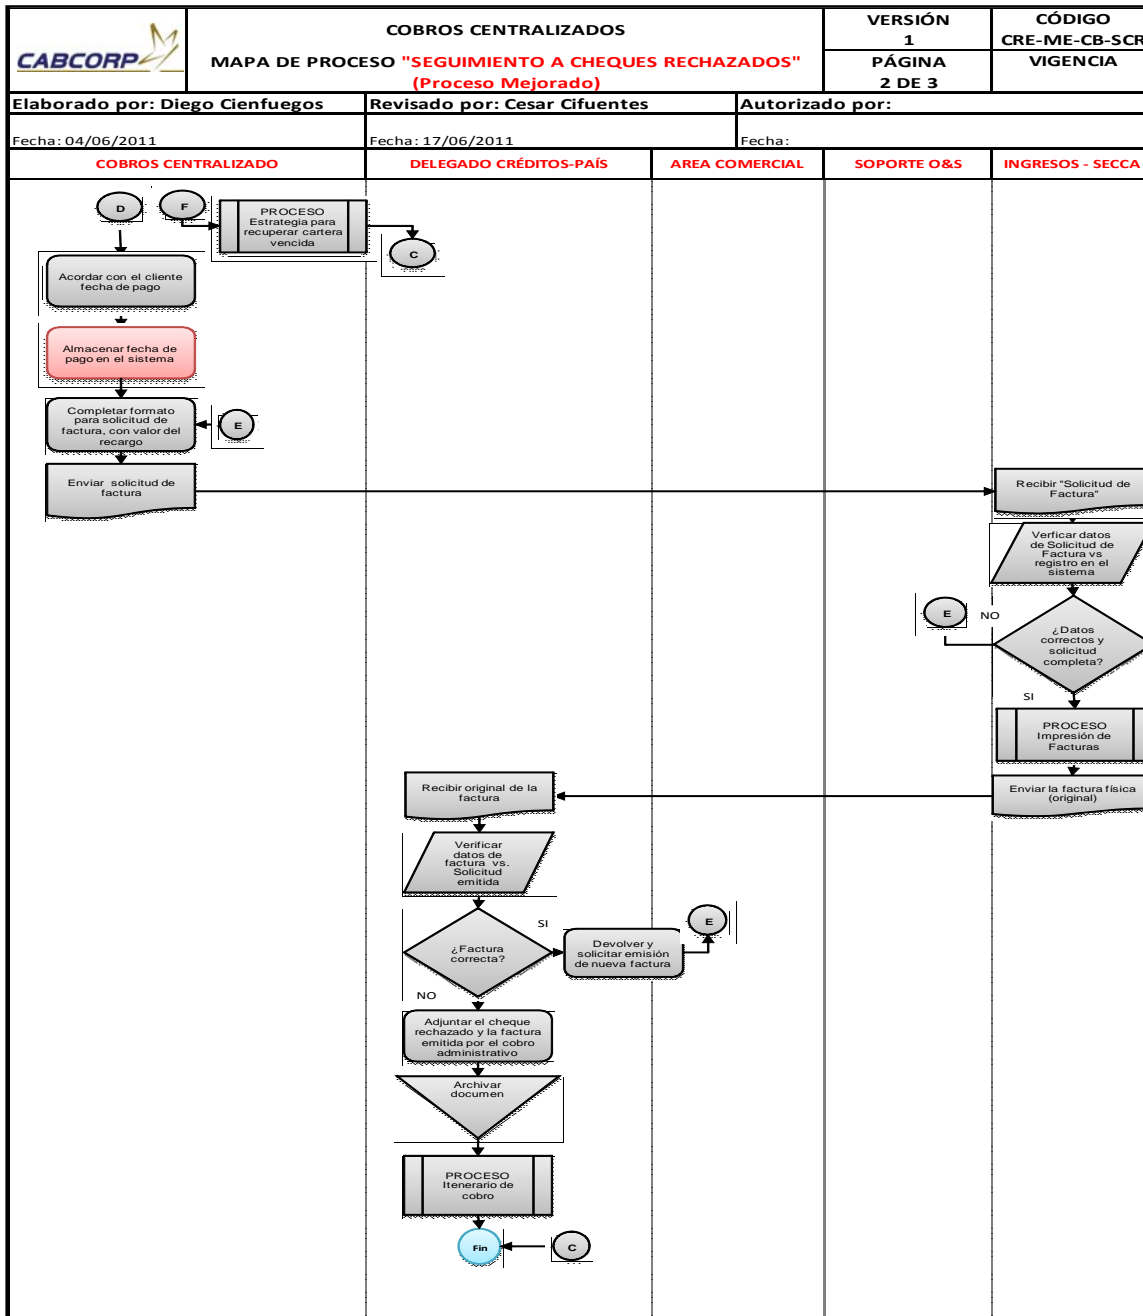 CABCORP
COBROS CENTRALIZADOS
MAPA DE PROCESO "SEGUIMIENTO A CHEQUES RECHAZADOS"
(Proceso Mejorado)
VERSIÓN
1
CÓDIGO
CRE-ME-CB-SCR
PÁGINA
2 DE 3
VIGENCIA
Elaborado por: Diego Cienfuegos
Revisado por: Cesar Cifuentes
Autorizado por:
Fecha: 04/06/2011
Fecha: 17/06/2011
Fecha:
COBROS CENTRALIZADO
DELEGADO CRÉDITOS-PAÍS
AREA COMERCIAL
SOPORTE O&S
INGRESOS - SECCA
D
F
PROCESO
Estrategia para
recuperar cartera
vencida
C
Acordar con el cliente
fecha de pago
Almacenar fecha de
pago en el sistema
Completar formato
para solicitud de
factura, con valor del
recargo
E
Enviar solicitud de
factura
Recibir "Solicitud de
Factura"
Verficar datos
de Solicitud de
Factura vs
registro en el
sistema
E
NO
¿Datos
correctos y
solicitud
completa?
SI
PROCESO
Impresión de
Facturas
Enviar la factura física
(original)
Recibir original de la
factura
Verificar
datos de
factura vs.
Solicitud
emitida
¿Factura
correcta?
SI
Devolver y
solicitar emisión
de nueva factura
E
NO
Adjuntar el cheque
rechazado y la factura
emitida por el cobro
administrativo
Archivar
documen
PROCESO
Itenerario de
cobro
Fin
C